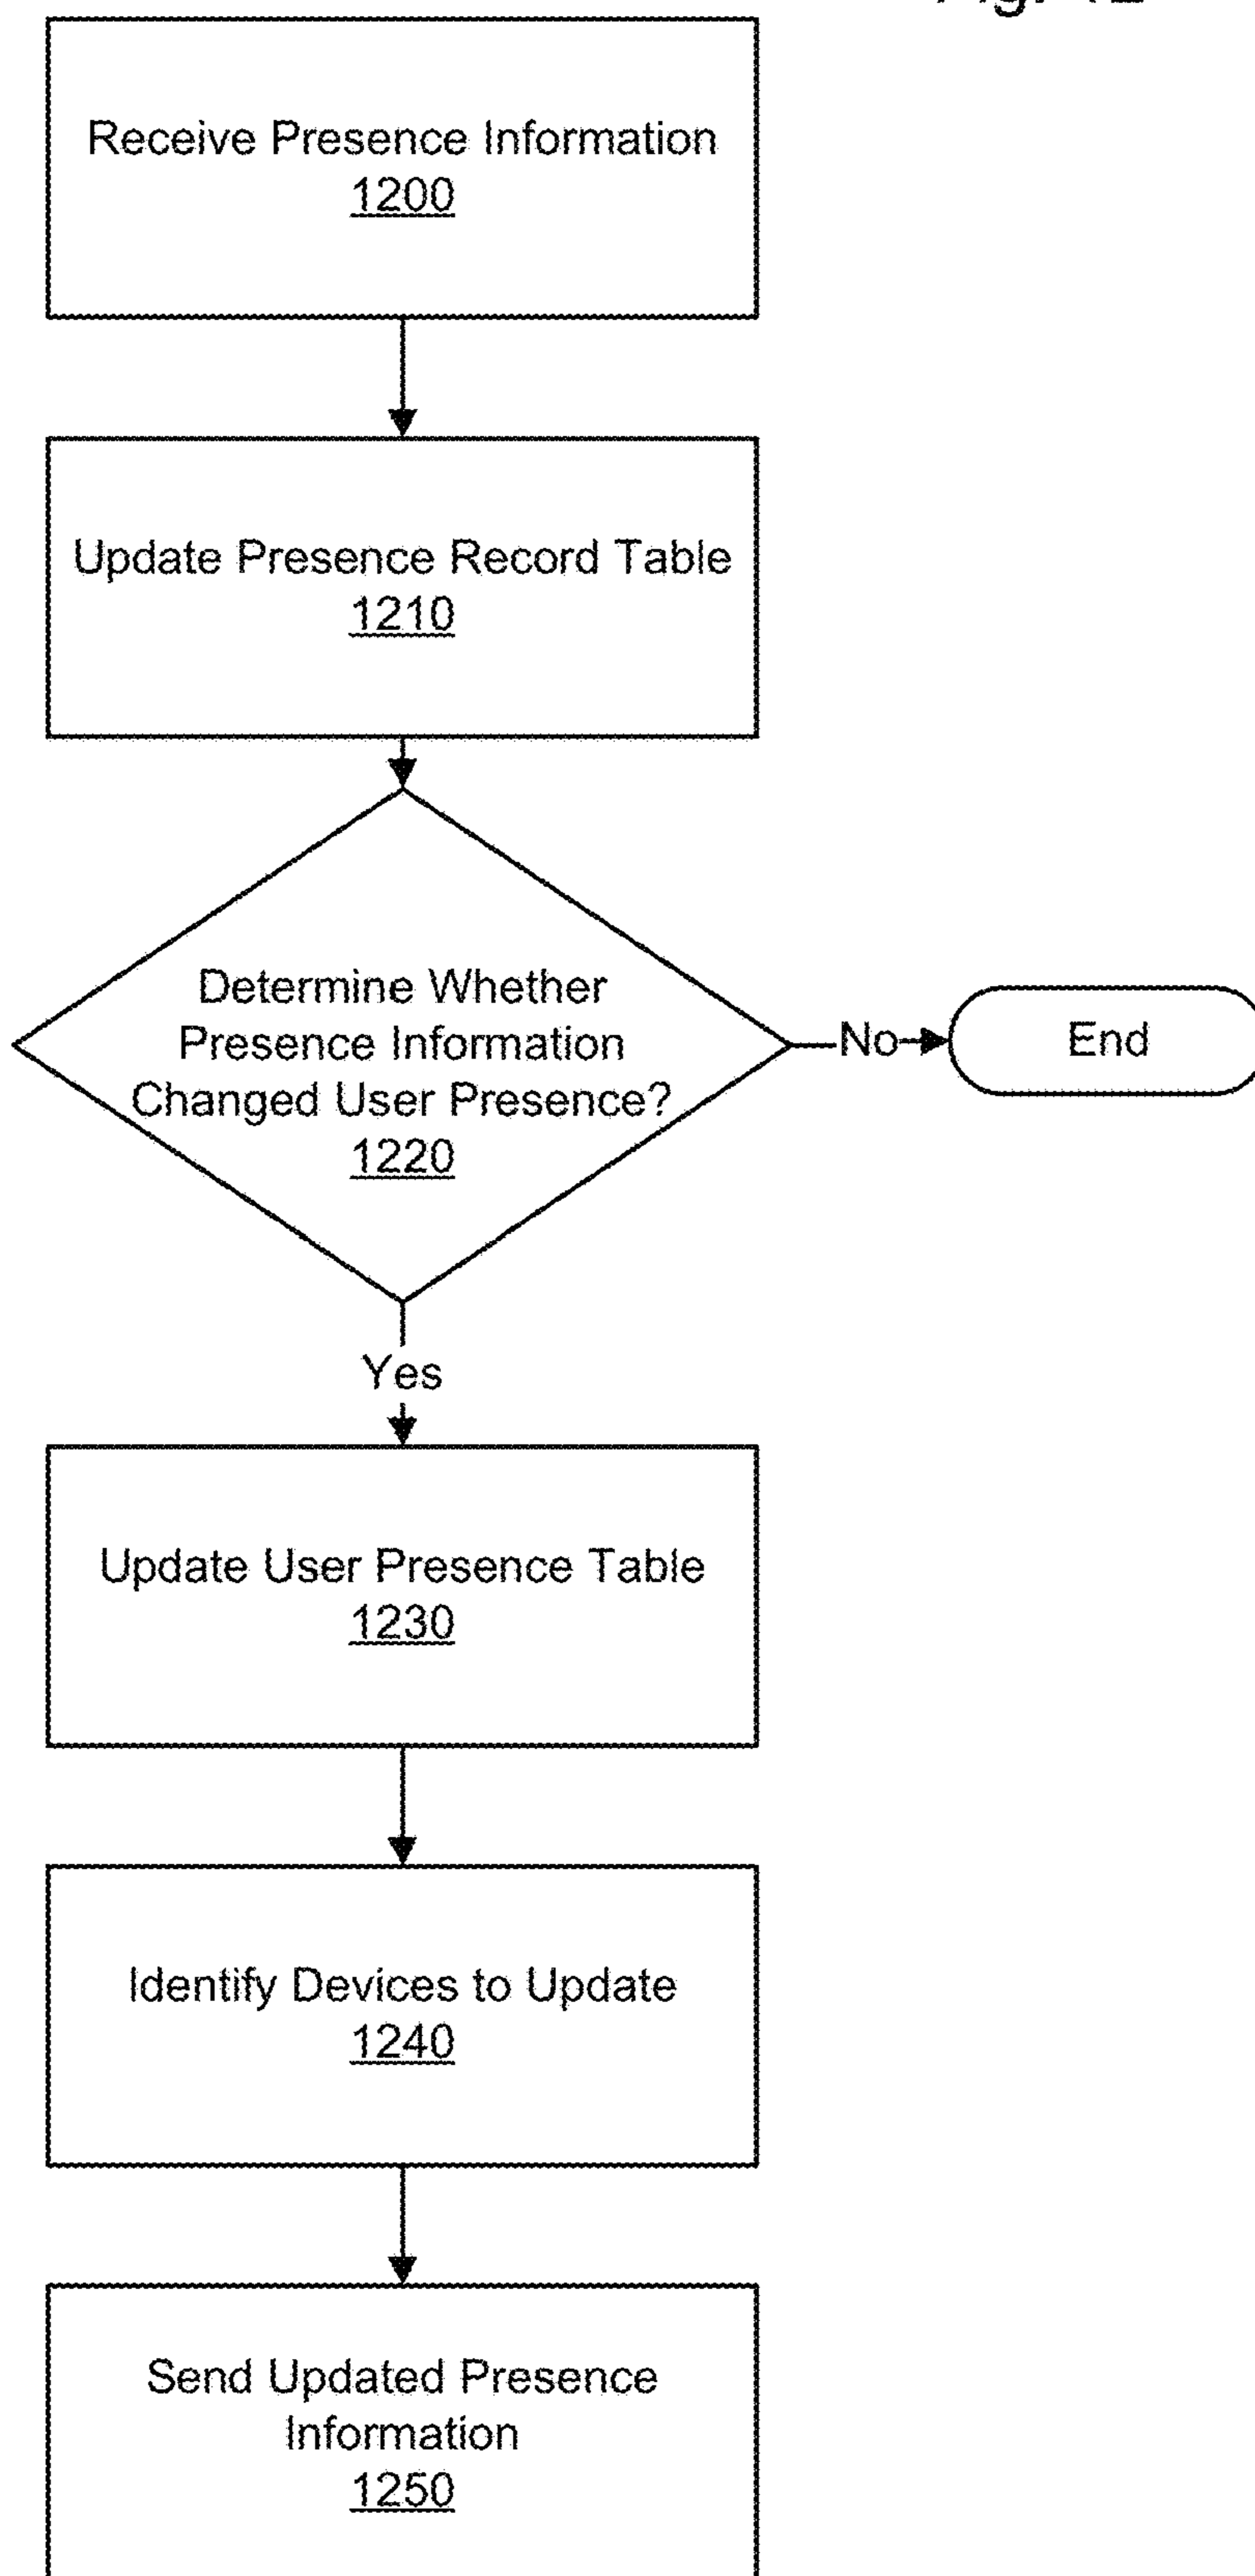 Receive Presence Information
1200
Update Presence Record Table
1210
Determine Whether
Presence Information
Changed User Presence?
1220
No
End
Yes
Update User Presence Table
1230
Identify Devices to Update
1240
Send Updated Presence
Information
1250